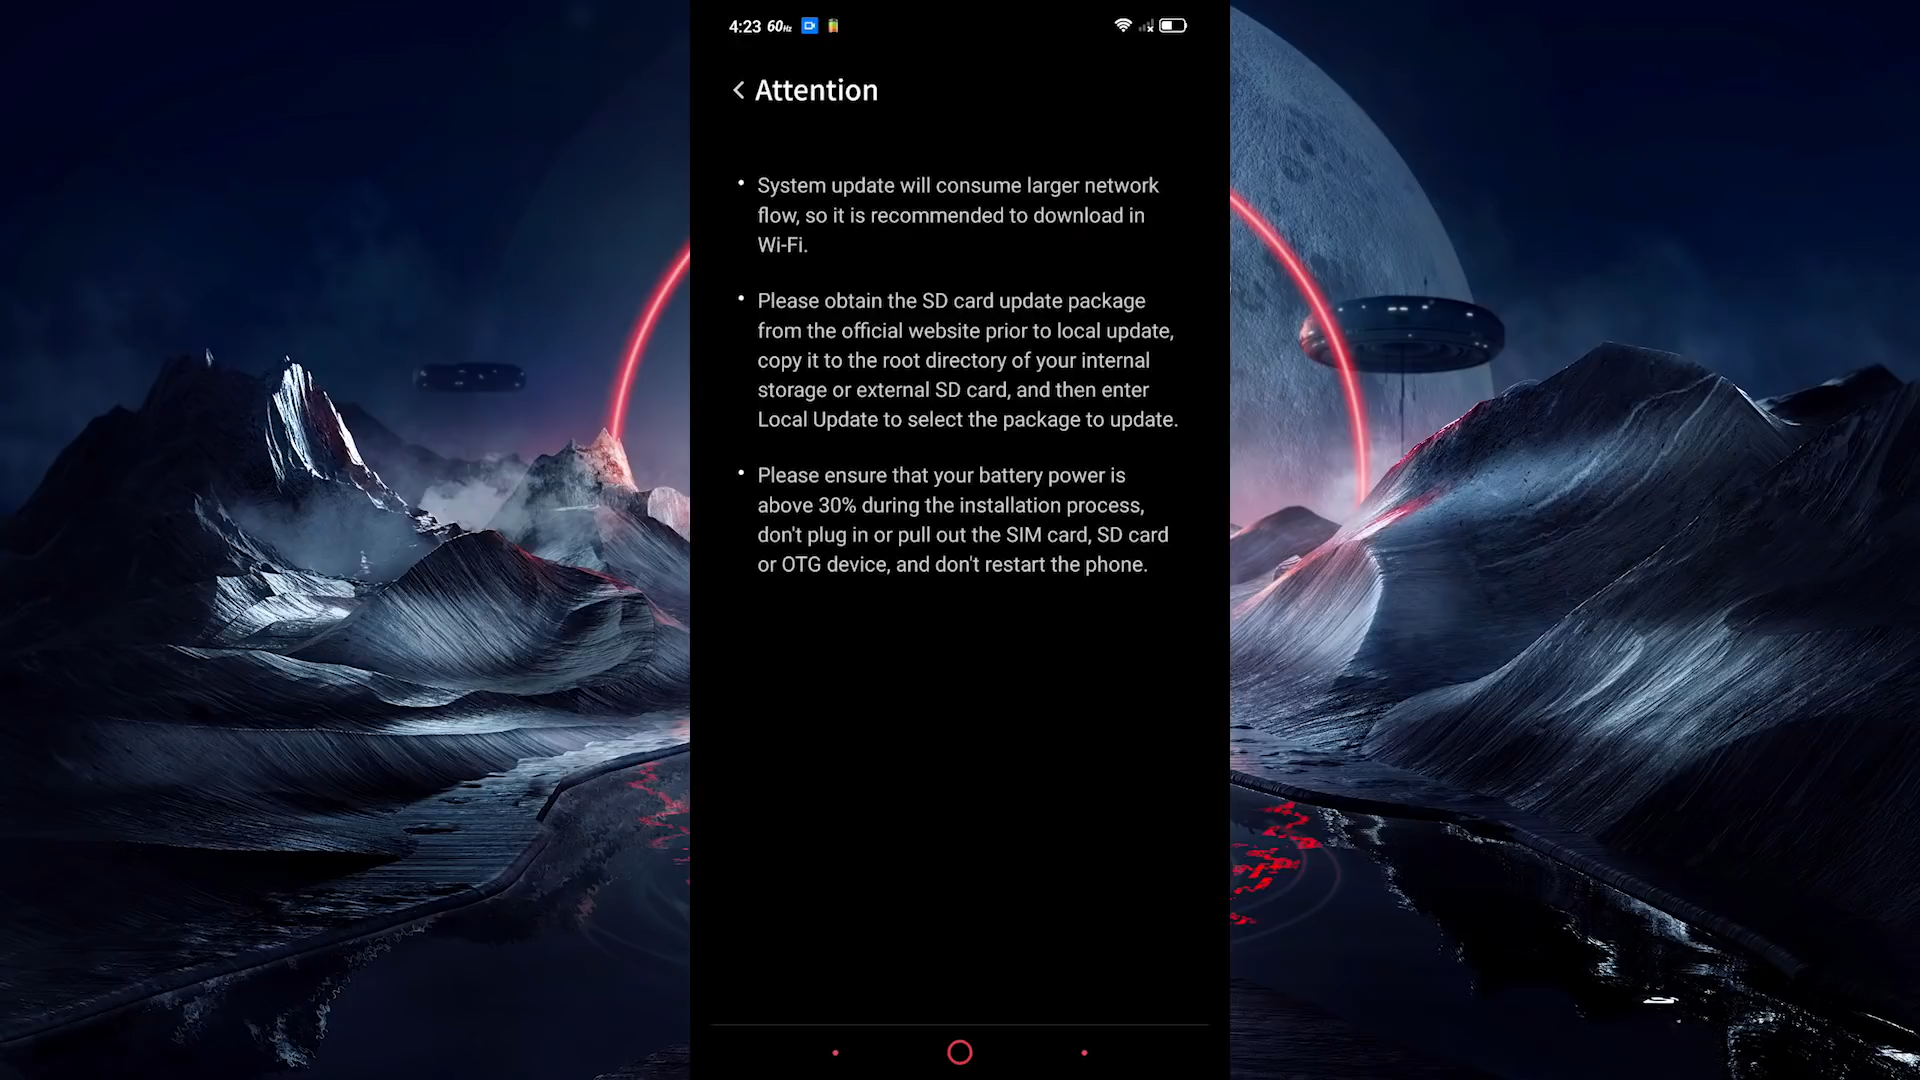 4:23 60Hz
Attention
• System update will consume larger network
flow, so it is recommended to download in
Wi-Fi.
• Please obtain the SD card update package
from the official website prior to local update,
copy it to the root directory of your internal
storage or external SD card, and then enter
Local Update to select the package to update.
• Please ensure that your battery power is
above 30% during the installation process,
don't plug in or pull out the SIM card, SD card
or OTG device, and don't restart the phone.